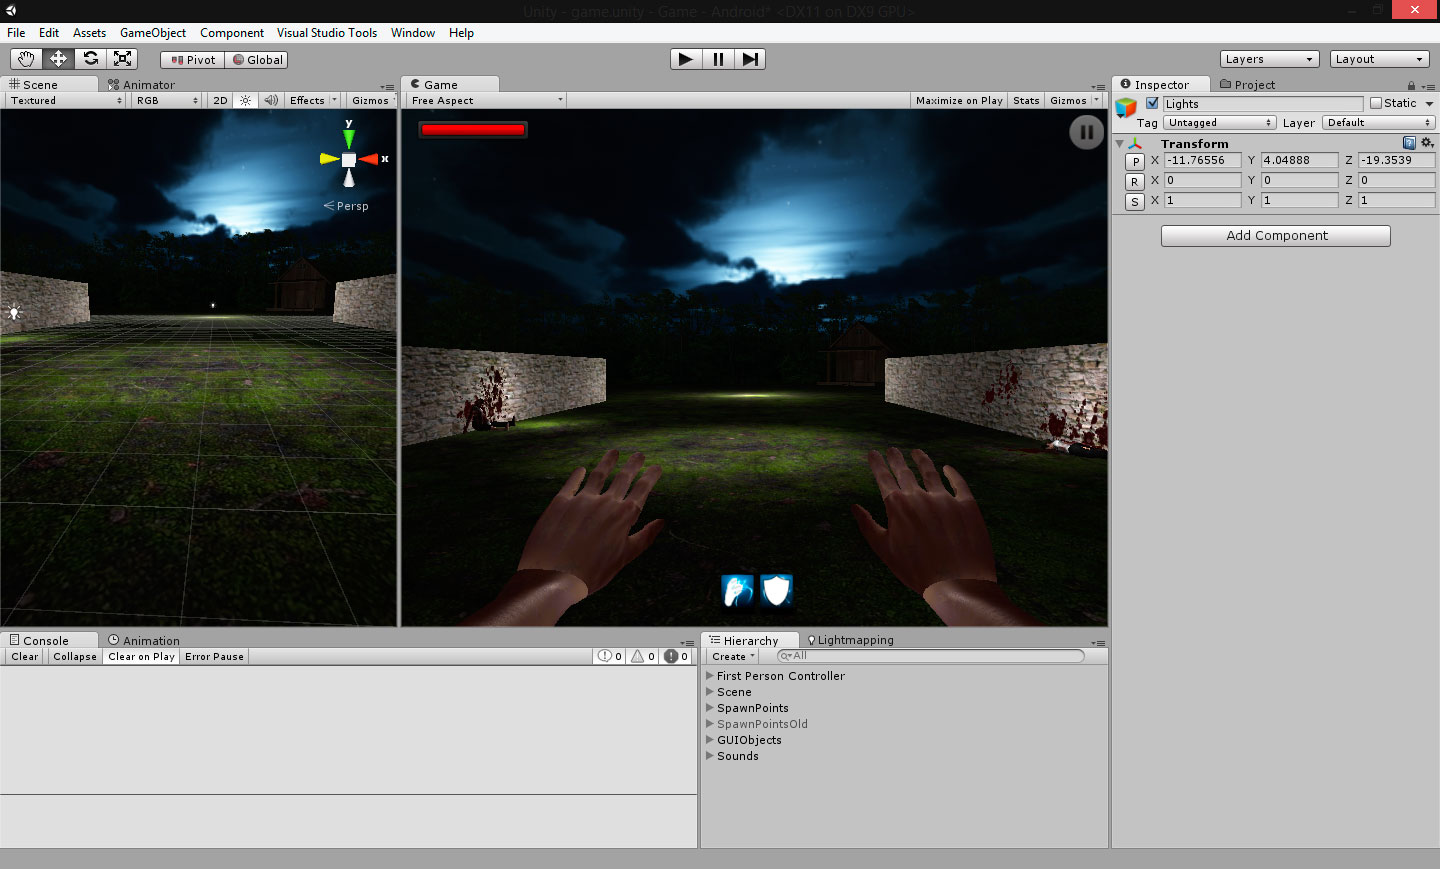 Unity - game.unity - Game - Android* <DX11 on DX9 GPU>
File Edit Assets GameObject Component Visual Studio Tools Window Help
Pivot Global Layers Layout
Scene Animator
Textured RGB 2D Effects Gizmos
y
x
Persp
Game
Free Aspect Maximize on Play Stats Gizmos
Inspector Project
Lights Static
Tag Untagged Layer Default
Transform
P X -11.76556 Y 4.04888 Z -19.3539
R X 0 Y 0 Z 0
S X 1 Y 1 Z 1
Add Component
Console Animation
Clear Collapse Clear on Play Error Pause 0 0 0
Hierarchy Lightmapping
Create All
First Person Controller
Scene
SpawnPoints
SpawnPointsOld
GUIObjects
Sounds